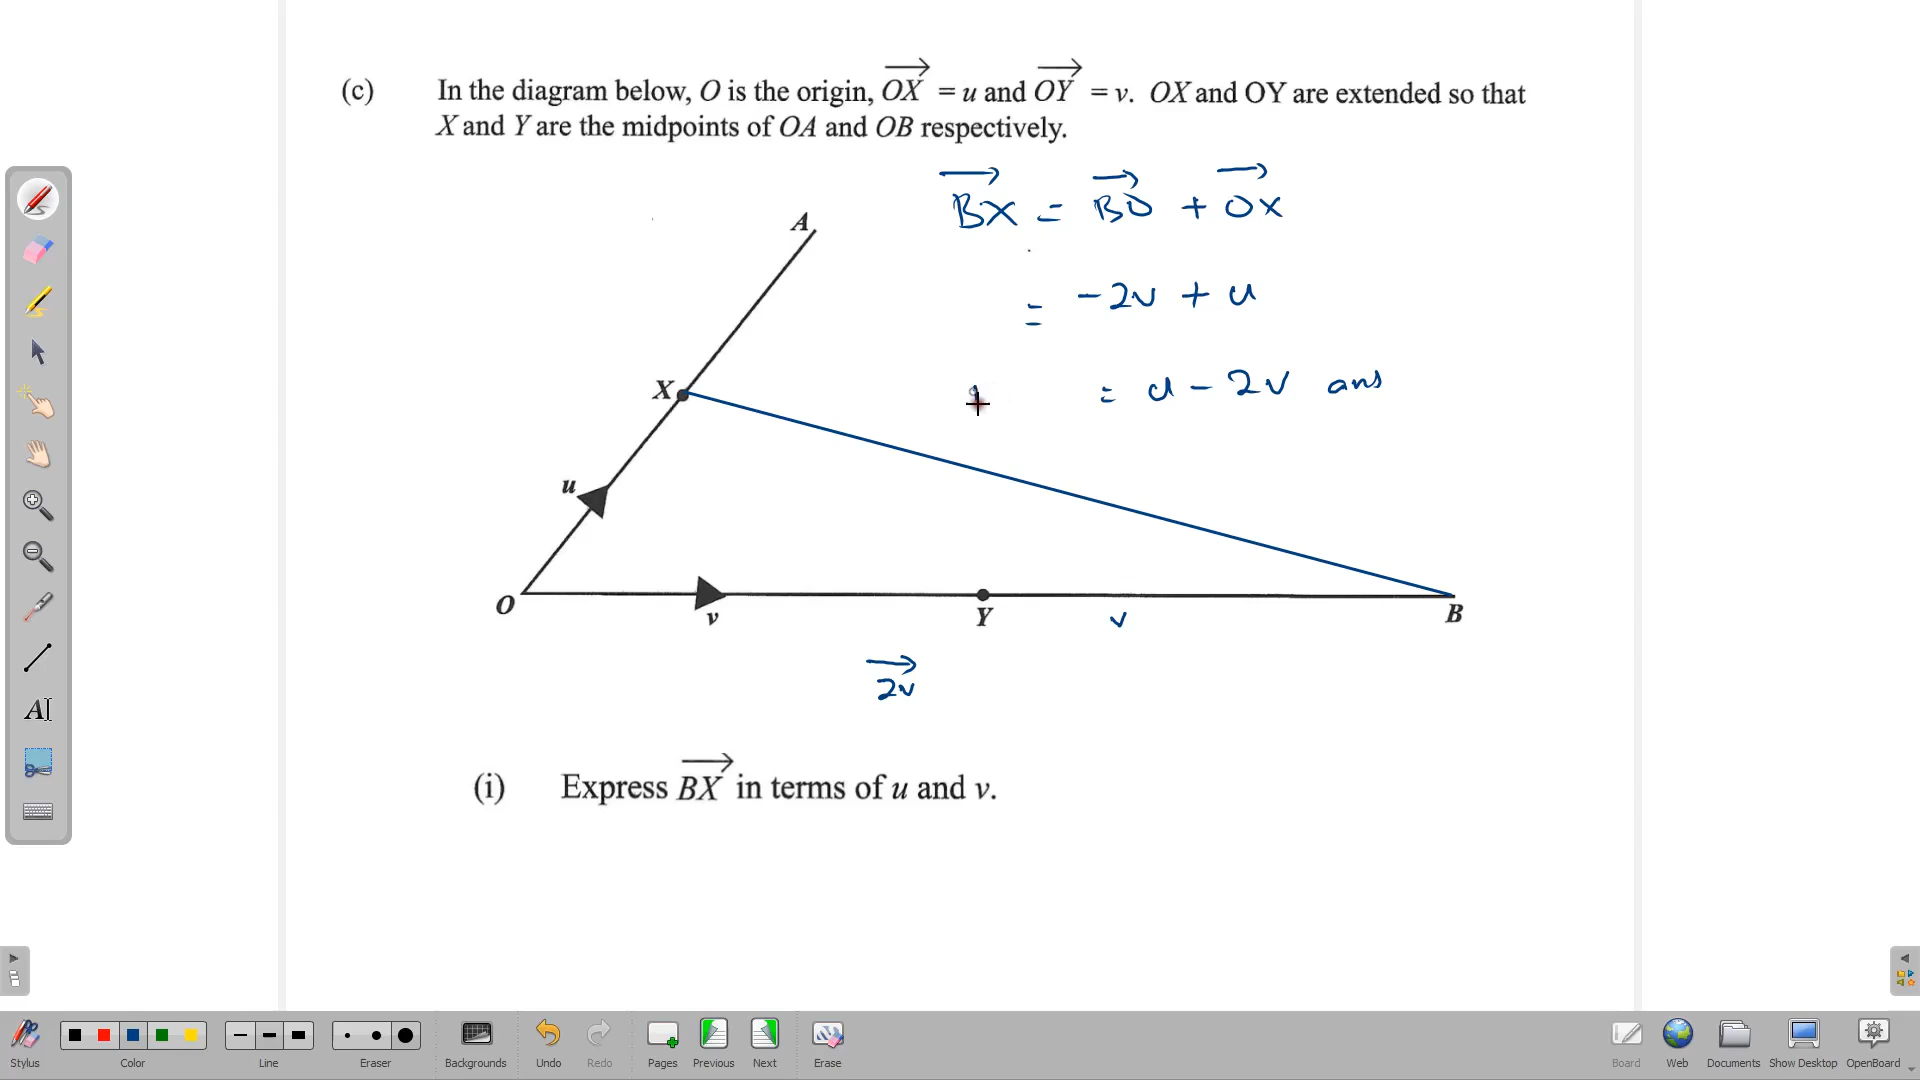 (c) In the diagram below, O is the origin, OX = u and OY = v. OX and OY are extended so that
X and Y are the midpoints of OA and OB respectively.
BX = BO + OX
= -2v + u
= u - 2v ans
A
X
u
O
v
Y
v
B
2v
(i) Express BX in terms of u and v.
A
Stylus
Color
Line
Eraser
Backgrounds
Undo
Redo
Pages
Previous
Next
Erase
Board
Web
Documents
Show Desktop
OpenBoard